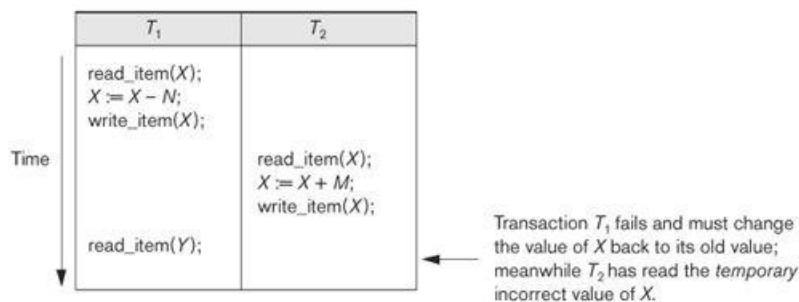 T1
T2
read_item(X);
X := X – N;
write_item(X);
Time
read_item(X);
X := X + M;
write_item(X);
read_item(Y);
Transaction T1 fails and must change
the value of X back to its old value;
meanwhile T2 has read the temporary
incorrect value of X.